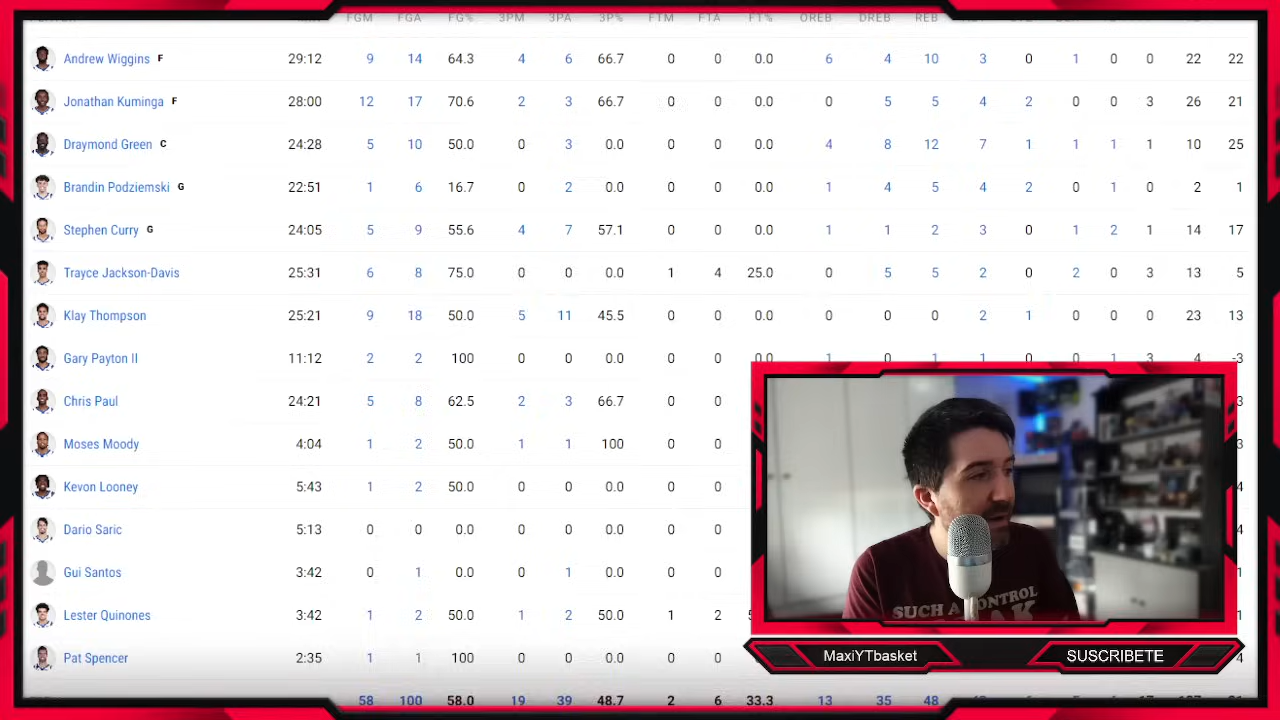 FGM FGA FG% 3PM 3PA 3P% FTM FTA FT% OREB DREB REB
Andrew Wiggins F 29:12 9 14 64.3 4 6 66.7 0 0 0.0 6 4 10 3 0 1 0 0 22 22
Jonathan Kuminga F 28:00 12 17 70.6 2 3 66.7 0 0 0.0 0 5 5 4 2 0 0 3 26 21
Draymond Green C 24:28 5 10 50.0 0 3 0.0 0 0 0.0 4 8 12 7 1 1 1 1 10 25
Brandin Podziemski G 22:51 1 6 16.7 0 2 0.0 0 0 0.0 1 4 5 4 2 0 1 0 2 1
Stephen Curry G 24:05 5 9 55.6 4 7 57.1 0 0 0.0 1 1 2 3 0 1 2 1 14 17
Trayce Jackson-Davis 25:31 6 8 75.0 0 0 0.0 1 4 25.0 0 5 5 2 0 2 0 3 13 5
Klay Thompson 25:21 9 18 50.0 5 11 45.5 0 0 0.0 0 0 0 2 1 0 0 0 23 13
Gary Payton II 11:12 2 2 100 0 0 0.0 0 0 0.0 1 0 1 1 0 0 1 3 4 -3
Chris Paul 24:21 5 8 62.5 2 3 66.7 0 0
Moses Moody 4:04 1 2 50.0 1 1 100 0 0
Kevon Looney 5:43 1 2 50.0 0 0 0.0 0 0
Dario Saric 5:13 0 0 0.0 0 0 0.0 0 0
Gui Santos 3:42 0 1 0.0 0 1 0.0 0 0
Lester Quinones 3:42 1 2 50.0 1 2 50.0 1 2
Pat Spencer 2:35 1 1 100 0 0 0.0 0 0
58 100 58.0 19 39 48.7 2 6 33.3 13 35 48
SUCH A CONTROL
MaxiYTbasket
SUSCRIBETE